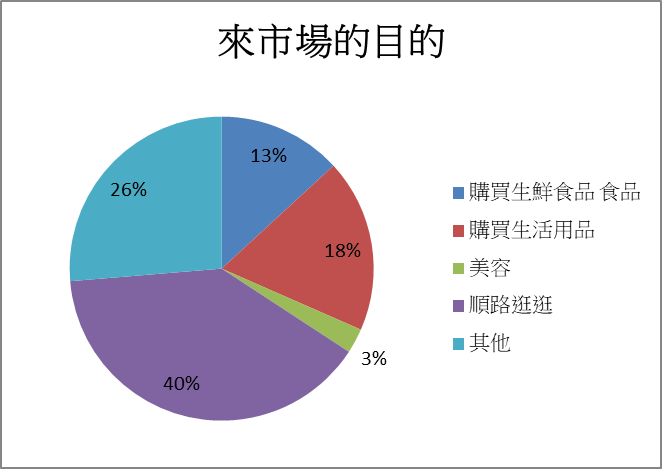 來市場的目的
13%
18%
3%
40%
26%
購買生鮮食品 食品
購買生活用品
美容
順路逛逛
其他